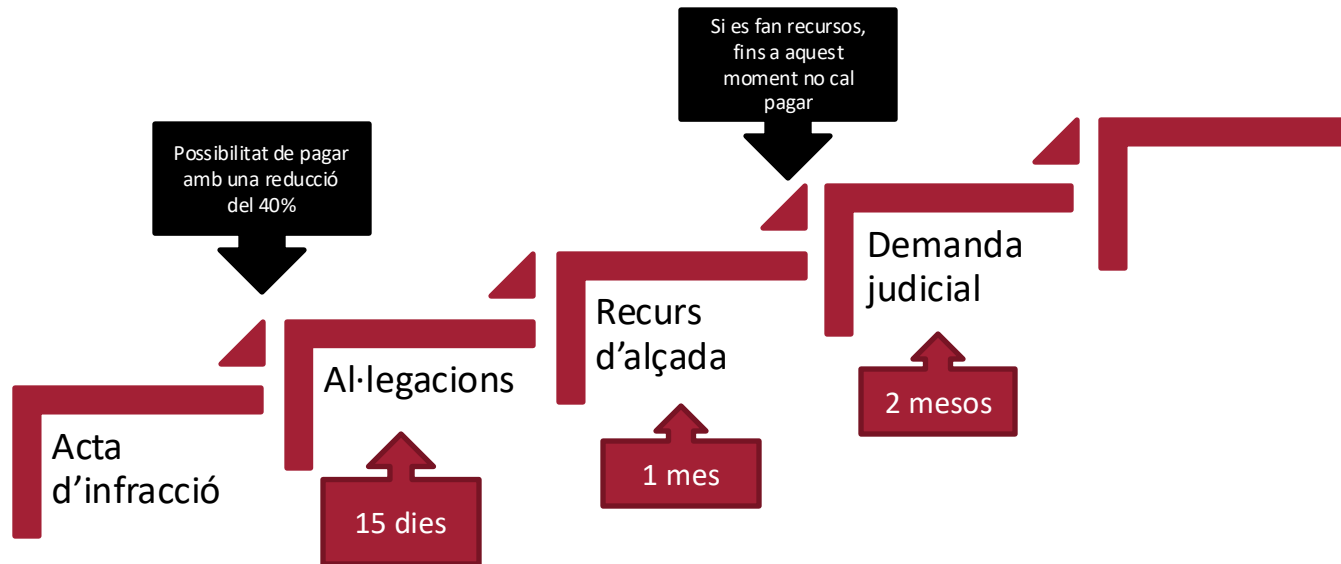 Si es fan recursos,
fins a aquest
moment no cal
pagar
Possibilitat de pagar
amb una reducció
del 40%
Demanda
judicial
Recurs
d’alçada
Al·legacions
2 mesos
Acta
d’infracció
1 mes
15 dies